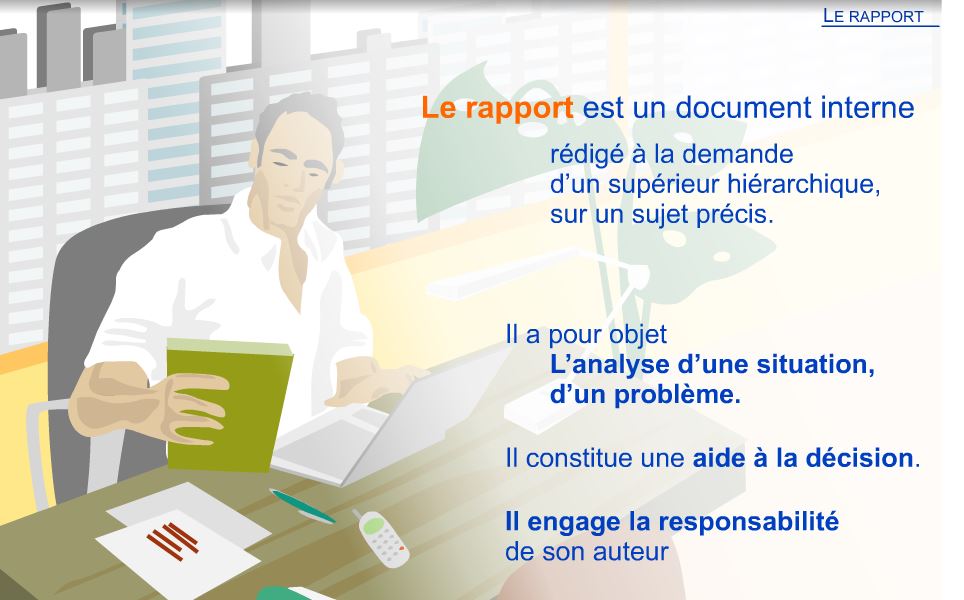 LE RAPPORT
Le rapport est un document interne
rédigé à la demande
d’un supérieur hiérarchique,
sur un sujet précis.
Il a pour objet
L’analyse d’une situation,
d’un problème.
Il constitue une aide à la décision.
Il engage la responsabilité
de son auteur